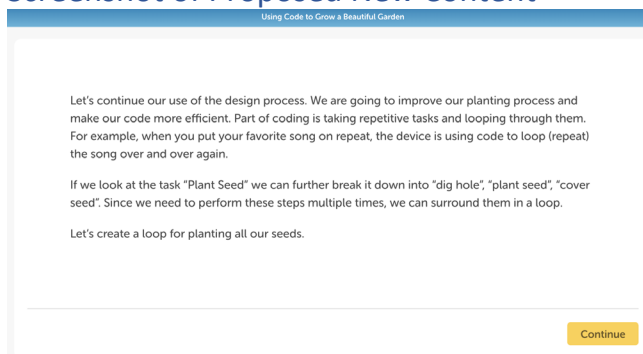 Screenshot of Proposed New Content
Using Code to Grow a Beautiful Garden
Let's continue our use of the design process. We are going to improve our planting process and
make our code more efficient. Part of coding is taking repetitive tasks and looping through them.
For example, when you put your favorite song on repeat, the device is using code to loop (repeat)
the song over and over again.
If we look at the task “Plant Seed” we can further break it down into “dig hole”, “plant seed”, “cover
seed”. Since we need to perform these steps multiple times, we can surround them in a loop.
Let's create a loop for planting all our seeds.
Continue